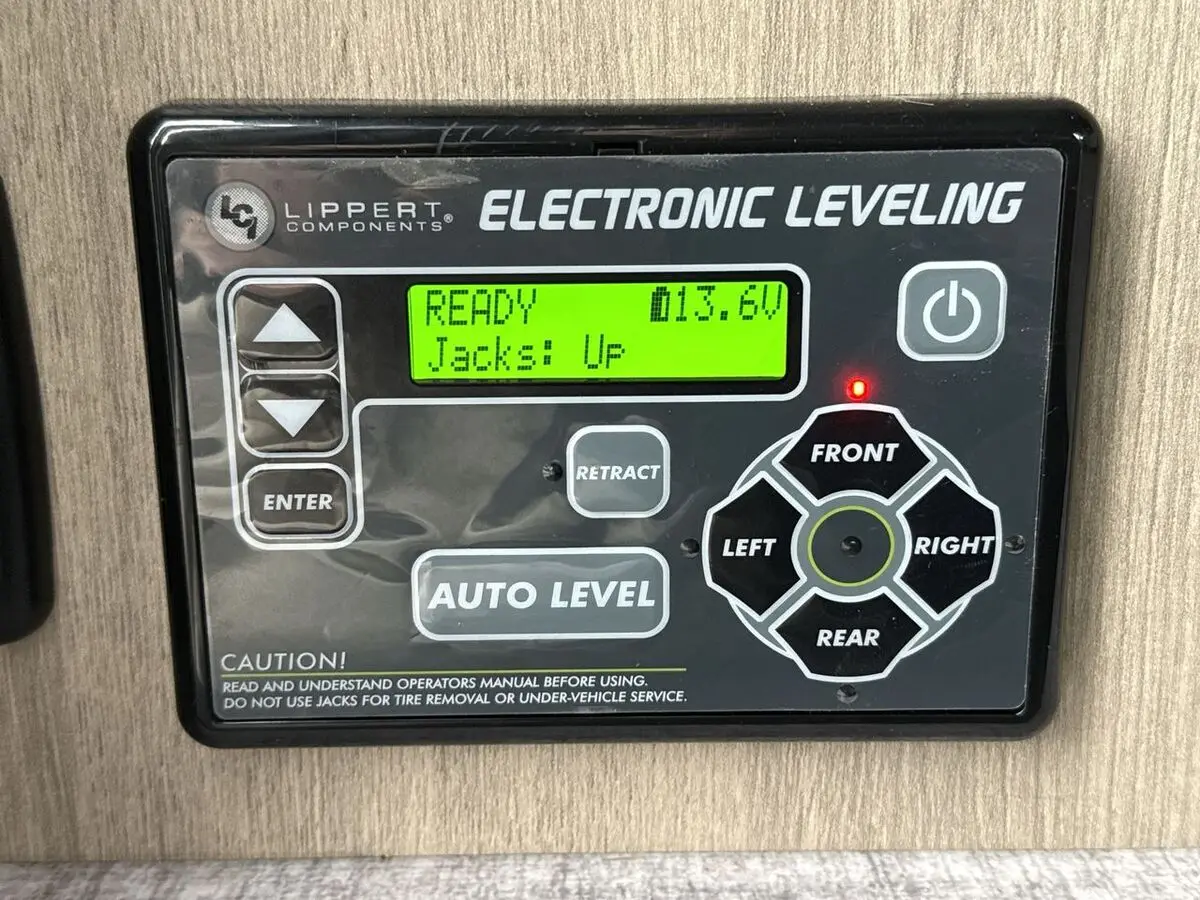 LCI LIPPERT COMPONENTS® ELECTRONIC LEVELING
READY 13.6V
Jacks: Up
ENTER
RETRACT
AUTO LEVEL
FRONT
LEFT RIGHT
REAR
CAUTION!
READ AND UNDERSTAND OPERATORS MANUAL BEFORE USING.
DO NOT USE JACKS FOR TIRE REMOVAL OR UNDER-VEHICLE SERVICE.